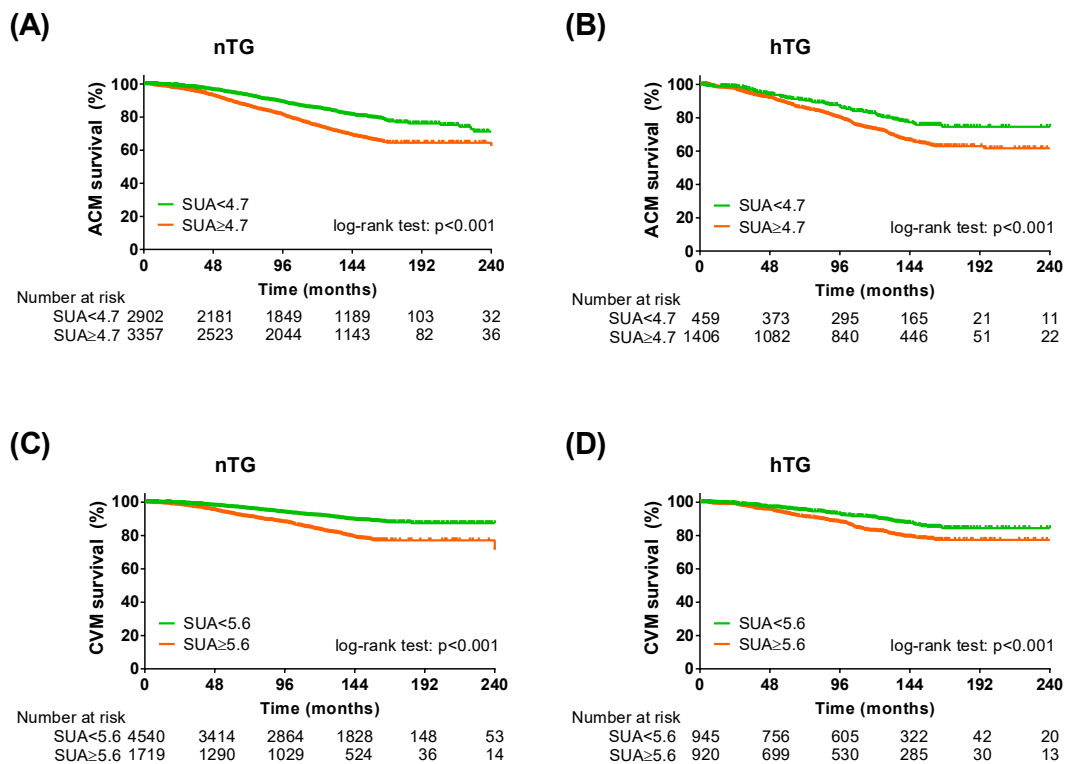 (A)
nTG
ACM survival (%)
100
80
60
40
20
0
SUA<4.7
SUA≥4.7
log-rank test: p<0.001
0 48 96 144 192 240
Time (months)
Number at risk
SUA<4.7 2902 2181 1849 1189 103 32
SUA≥4.7 3357 2523 2044 1143 82 36
(B)
hTG
ACM survival (%)
100
80
60
40
20
0
SUA<4.7
SUA≥4.7
log-rank test: p<0.001
0 48 96 144 192 240
Time (months)
Number at risk
SUA<4.7 459 373 295 165 21 11
SUA≥4.7 1406 1082 840 446 51 22
(C)
nTG
CVM survival (%)
100
80
60
40
20
0
SUA<5.6
SUA≥5.6
log-rank test: p<0.001
0 48 96 144 192 240
Time (months)
Number at risk
SUA<5.6 4540 3414 2864 1828 148 53
SUA≥5.6 1719 1290 1029 524 36 14
(D)
hTG
CVM survival (%)
100
80
60
40
20
0
SUA<5.6
SUA≥5.6
log-rank test: p<0.001
0 48 96 144 192 240
Time (months)
Number at risk
SUA<5.6 945 756 605 322 42 20
SUA≥5.6 920 699 530 285 30 13